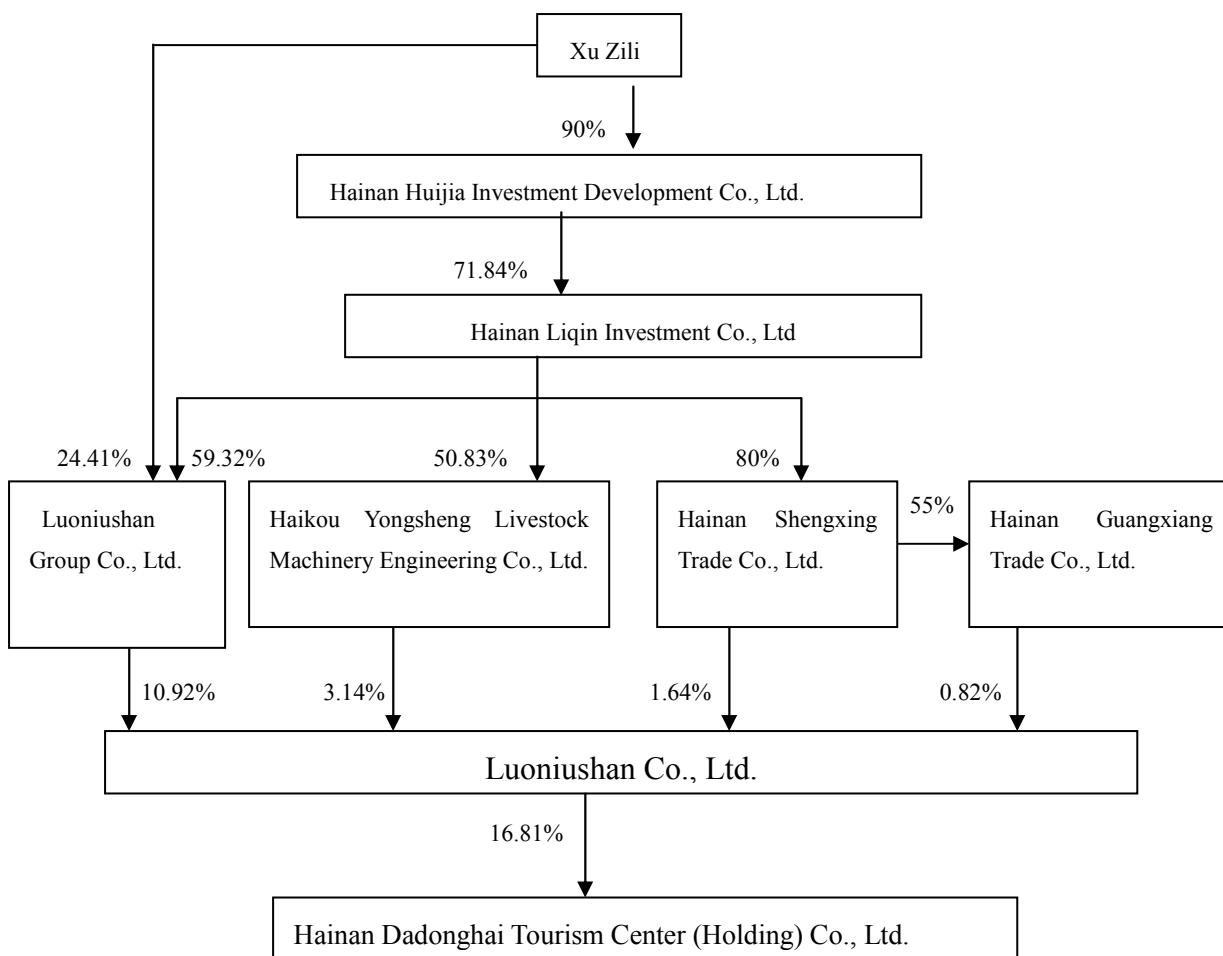 Xu Zili
90%
Hainan Huijia Investment Development Co., Ltd.
71.84%
Hainan Liqin Investment Co., Ltd
24.41%
59.32%
50.83%
80%
Luoniushan
Group Co., Ltd.
Haikou Yongsheng Livestock
Machinery Engineering Co., Ltd.
Hainan Shengxing
Trade Co., Ltd.
55%
Hainan Guangxiang
Trade Co., Ltd.
10.92%
3.14%
1.64%
0.82%
Luoniushan Co., Ltd.
16.81%
Hainan Dadonghai Tourism Center (Holding) Co., Ltd.